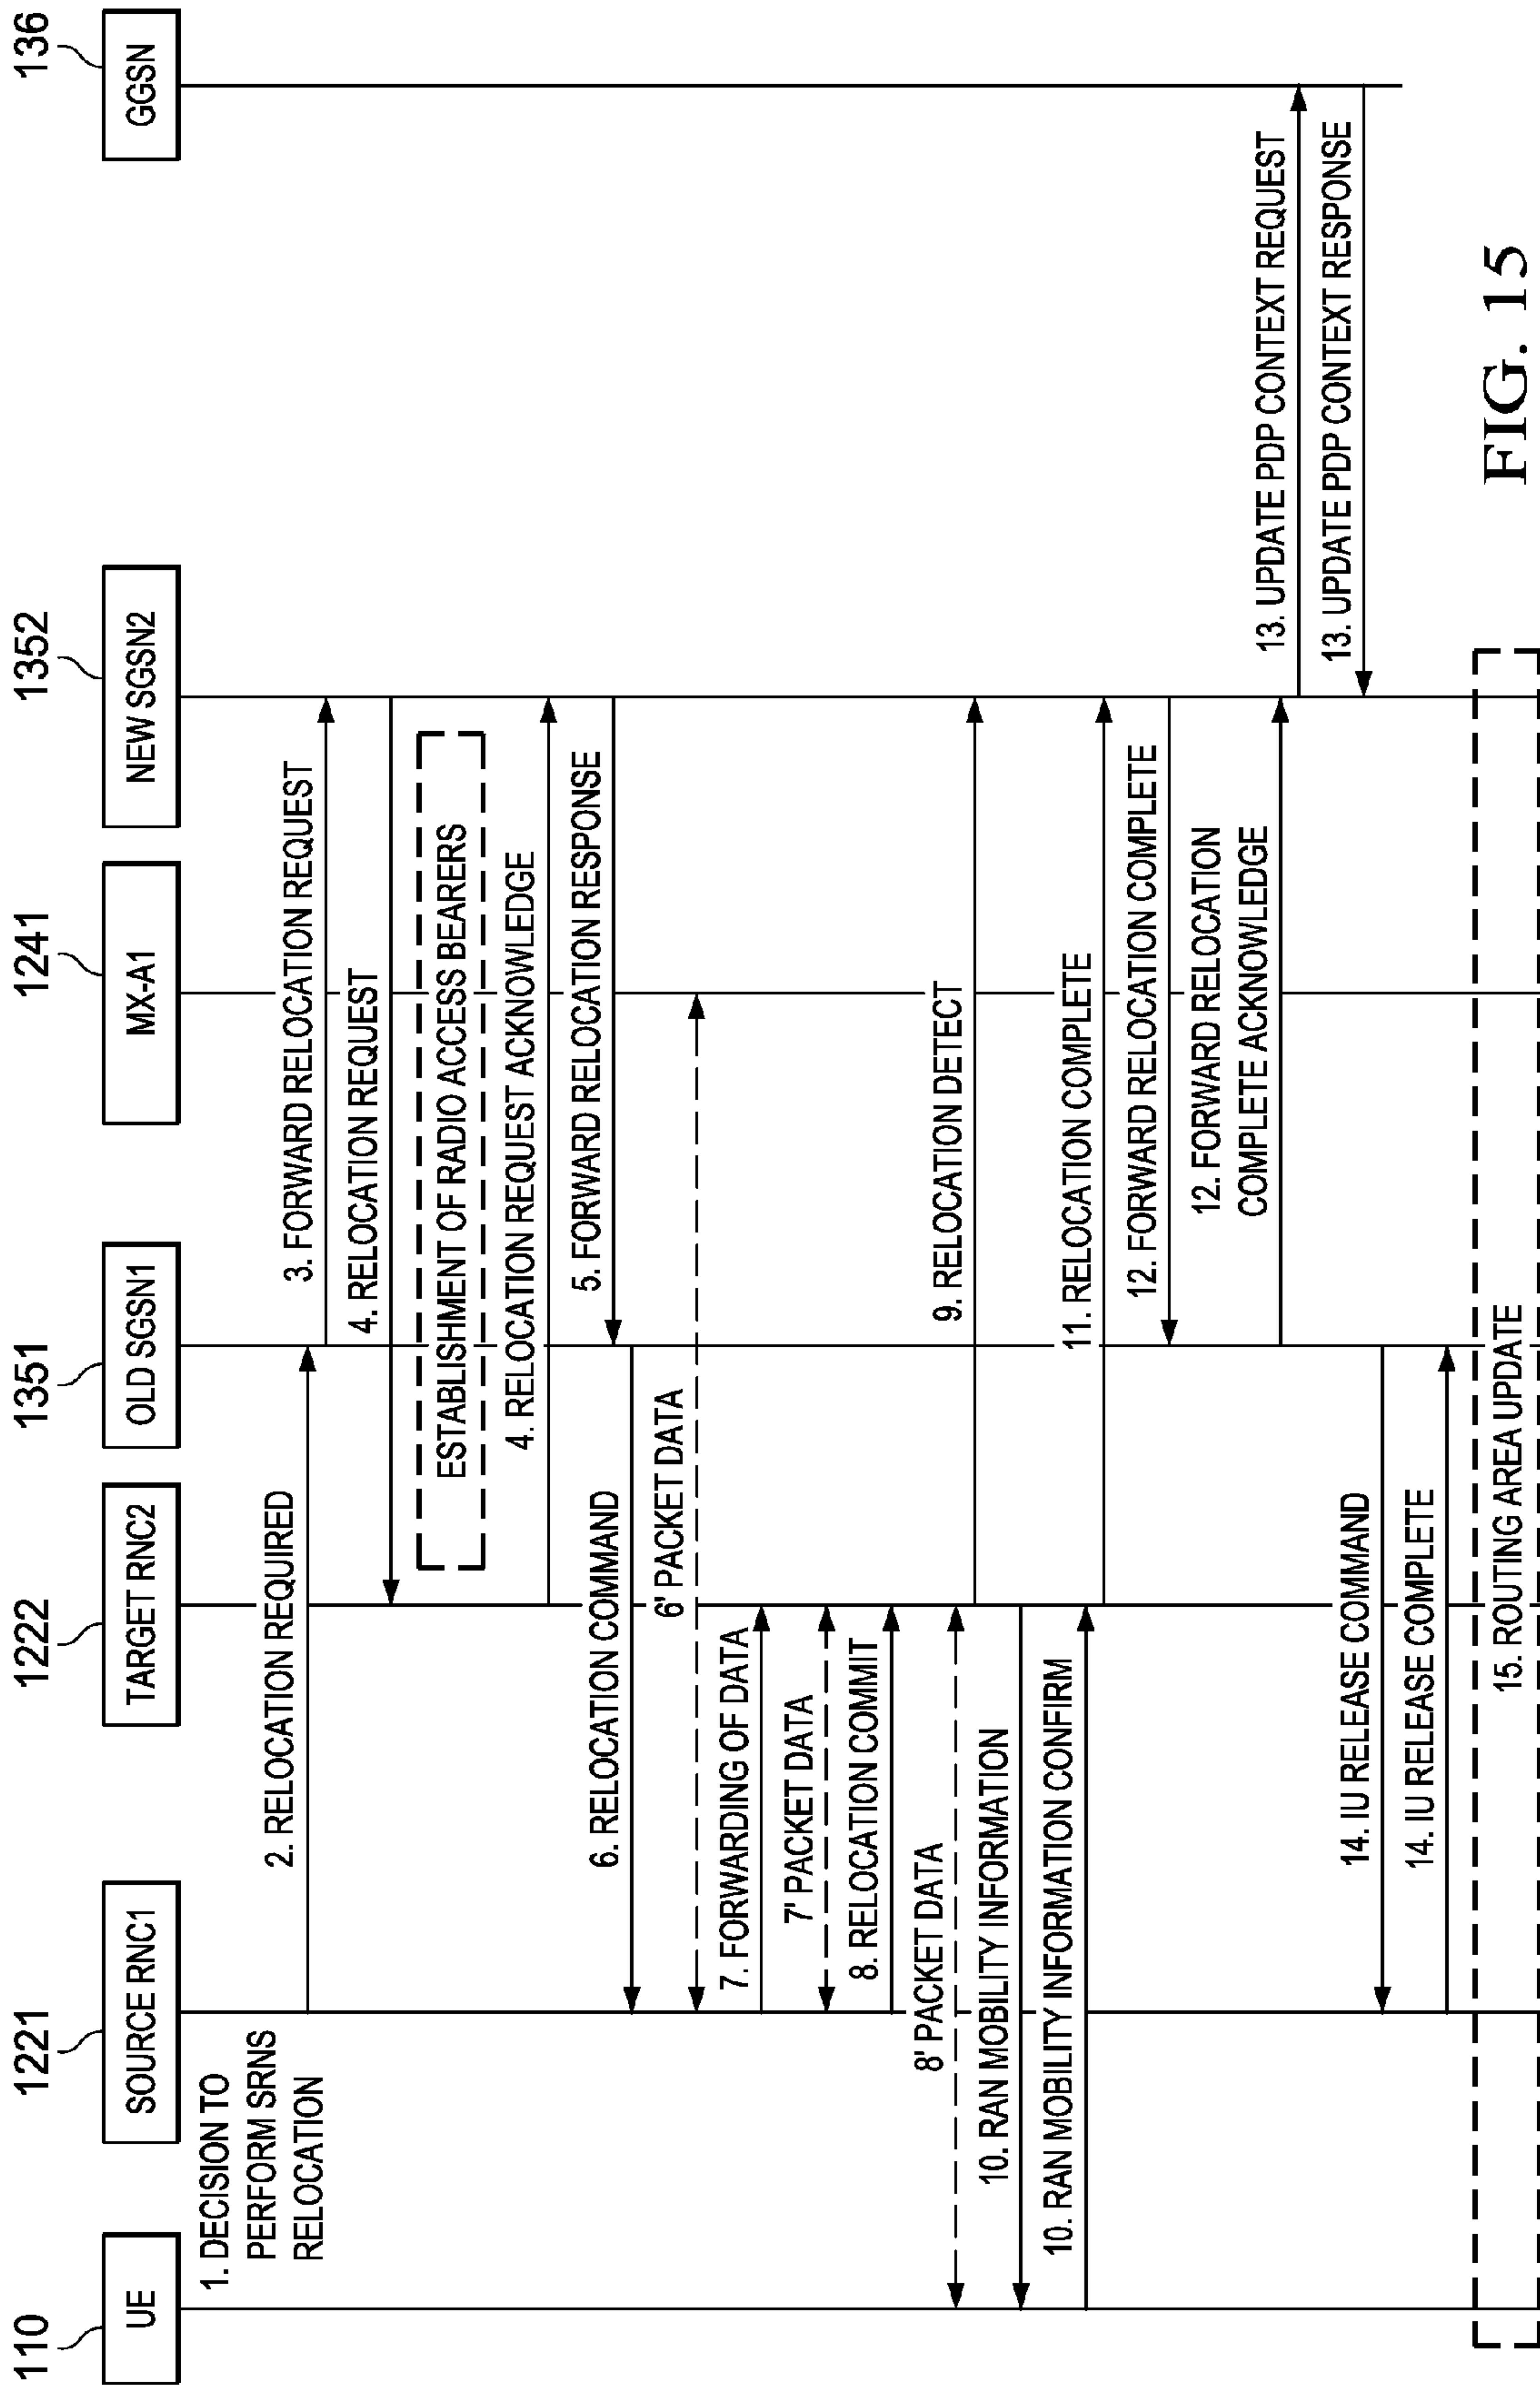 110
1221
1222
1351
1241
1352
136
UE
SOURCE RNC1
TARGET RNC2
OLD SGSN1
MX-A1
NEW SGSN2
GGSN
1. DECISION TO
PERFORM SRNS
RELOCATION
2. RELOCATION REQUIRED
3. FORWARD RELOCATION REQUEST
4. RELOCATION REQUEST
ESTABLISHMENT OF RADIO ACCESS BEARERS
4. RELOCATION REQUEST ACKNOWLEDGE
5. FORWARD RELOCATION RESPONSE
6. RELOCATION COMMAND
6' PACKET DATA
7. FORWARDING OF DATA
7' PACKET DATA
8. RELOCATION COMMIT
8' PACKET DATA
9. RELOCATION DETECT
10. RAN MOBILITY INFORMATION
10. RAN MOBILITY INFORMATION CONFIRM
11. RELOCATION COMPLETE
12. FORWARD RELOCATION COMPLETE
12. FORWARD RELOCATION
COMPLETE ACKNOWLEDGE
13. UPDATE PDP CONTEXT REQUEST
13. UPDATE PDP CONTEXT RESPONSE
14. IU RELEASE COMMAND
14. IU RELEASE COMPLETE
15. ROUTING AREA UPDATE
FIG. 15